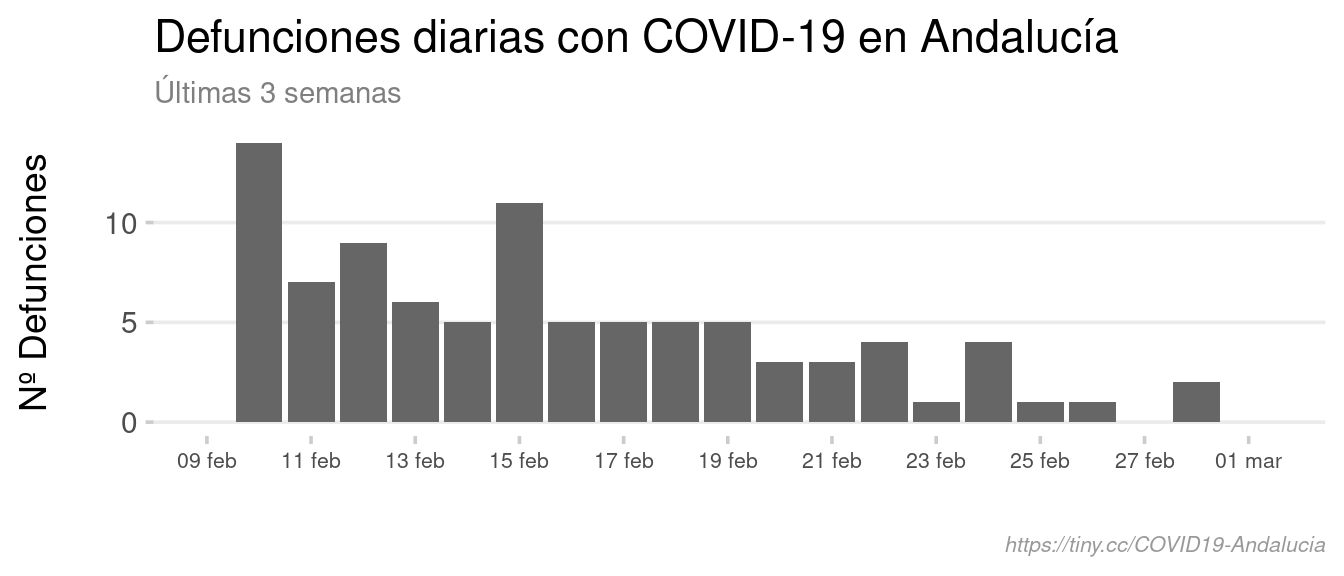 Defunciones diarias con COVID-19 en Andalucía
Últimas 3 semanas
Nº Defunciones
10
5
0
09 feb 11 feb 13 feb 15 feb 17 feb 19 feb 21 feb 23 feb 25 feb 27 feb 01 mar
https://tiny.cc/COVID19-Andalucia